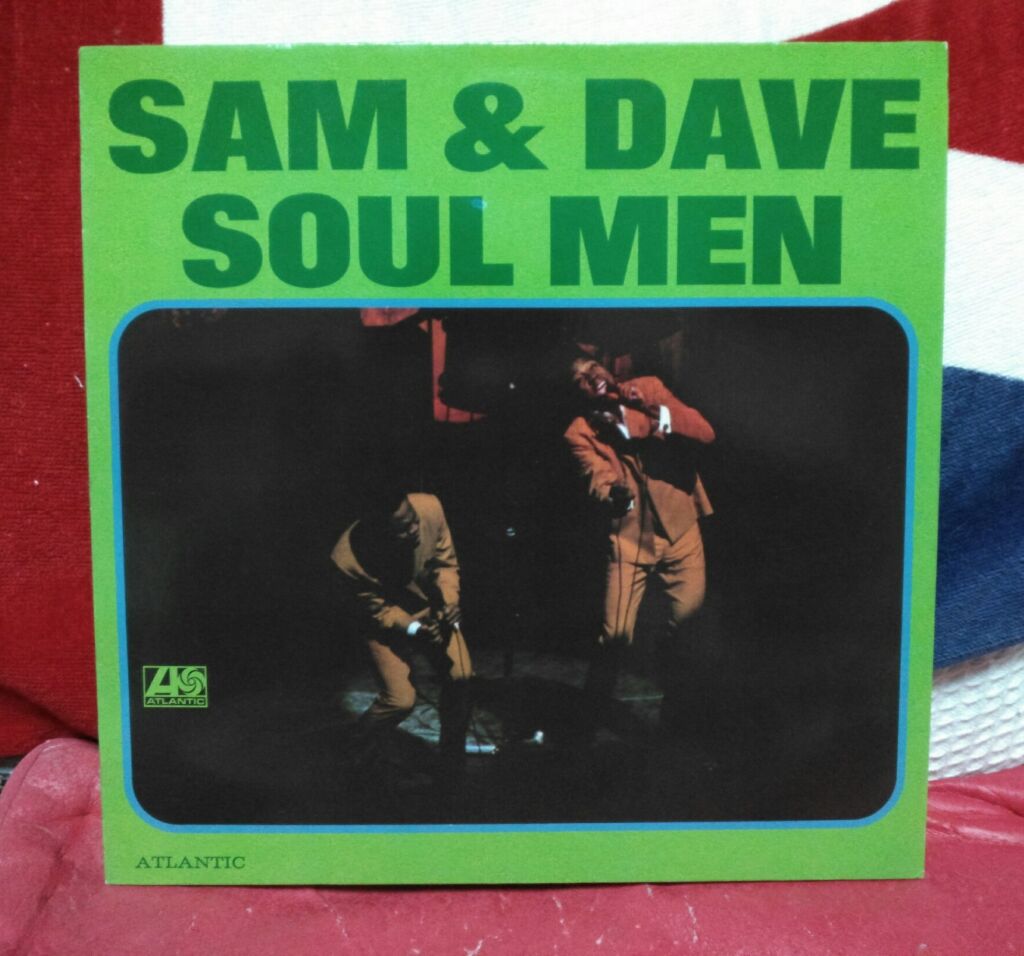 SAM & DAVE
SOUL MEN
ATLANTIC
ATLANTIC